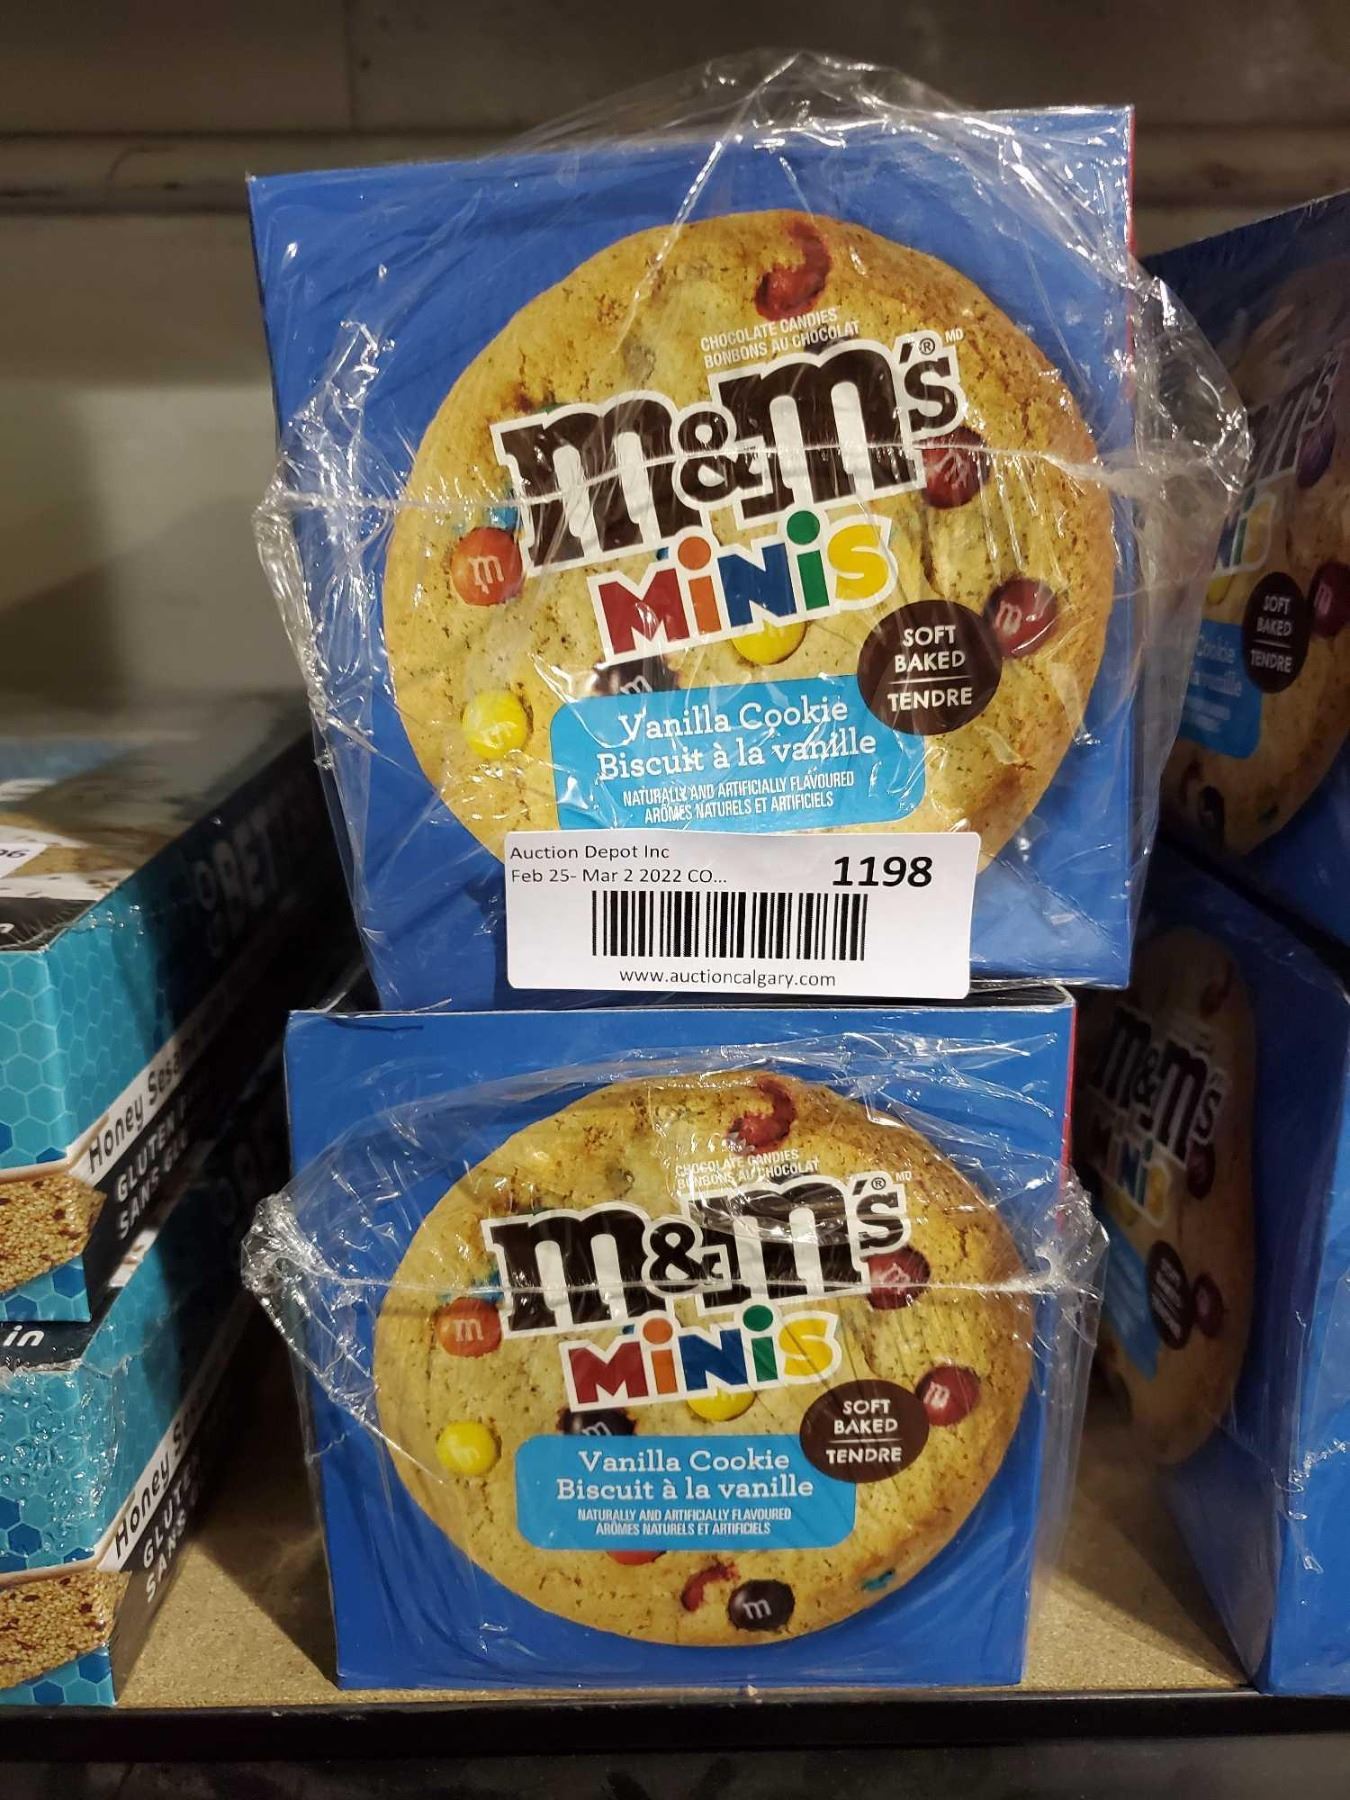 CHOCOLATE CANDIES
BONBONS AU CHOCOLAT
m&m's® MD
MiNiS
SOFT
BAKED
TENDRE
Vanilla Cookie
Biscuit à la vanille
NATURALLY AND ARTIFICIALLY FLAVOURED
ARÔMES NATURELS ET ARTIFICIELS
Auction Depot Inc
Feb 25- Mar 2 2022 CO...
1198
www.auctioncalgary.com
CHOCOLATE CANDIES
BONBONS AU CHOCOLAT
m&m's® MD
MiNiS
SOFT
BAKED
TENDRE
Vanilla Cookie
Biscuit à la vanille
NATURALLY AND ARTIFICIALLY FLAVOURED
ARÔMES NATURELS ET ARTIFICIELS
SOFT
BAKED
TENDRE
Cookie
m&m's
Honey
GLUTEN
SANS
in
Honey
SANS